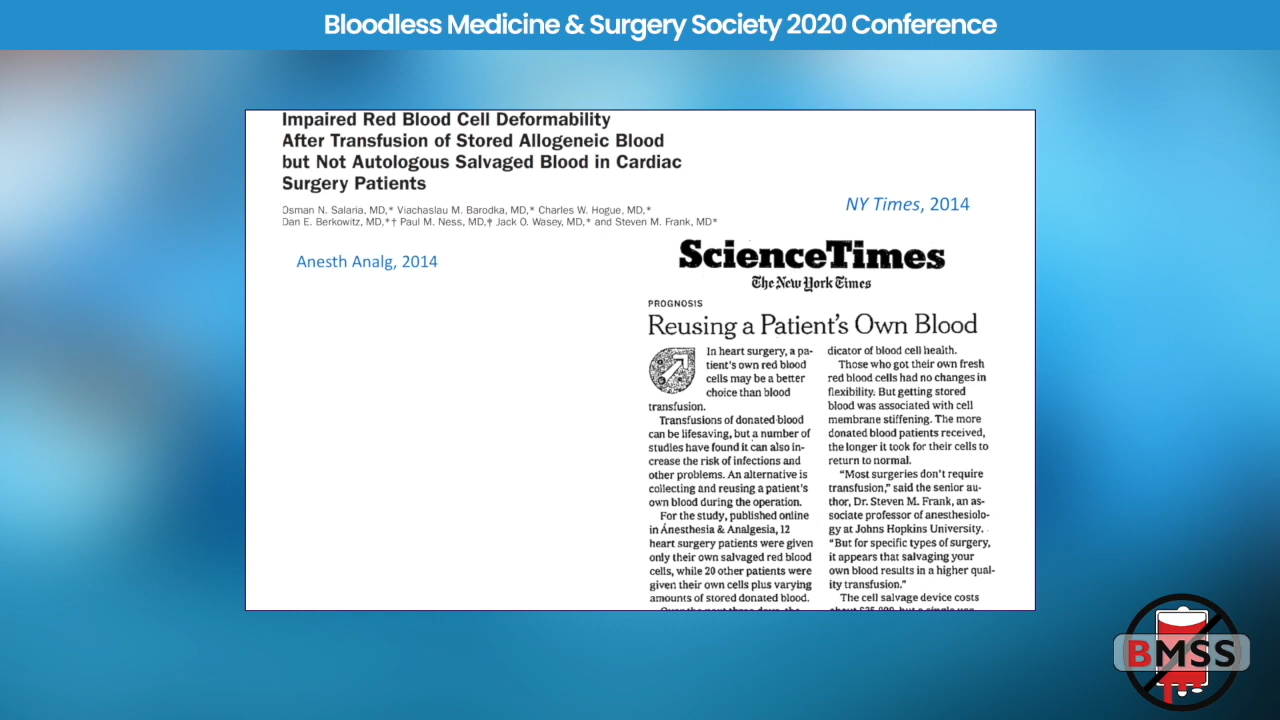 Bloodless Medicine & Surgery Society 2020 Conference
Impaired Red Blood Cell Deformability
After Transfusion of Stored Allogeneic Blood
but Not Autologous Salvaged Blood in Cardiac
Surgery Patients
Osman N. Salaria, MD,* Viachaslau M. Barodka, MD,* Charles W. Hogue, MD,*
Dan E. Berkowitz, MD,*† Paul M. Ness, MD,‡ Jack O. Wasey, MD,* and Steven M. Frank, MD*
Anesth Analg, 2014
NY Times, 2014
ScienceTimes
The New York Times
PROGNOSIS
Reusing a Patient's Own Blood
In heart surgery, a pa-
tient's own red blood
cells may be a better
choice than blood
transfusion.
Transfusions of donated blood
can be lifesaving, but a number of
studies have found it can also in-
crease the risk of infections and
other problems. An alternative is
collecting and reusing a patient's
own blood during the operation.
For the study, published online
in Anesthesia & Analgesia, 12
heart surgery patients were given
only their own salvaged red blood
cells, while 20 other patients were
given their own cells plus varying
amounts of stored donated blood.
dicator of blood cell health.
Those who got their own fresh
red blood cells had no changes in
flexibility. But getting stored
blood was associated with cell
membrane stiffening. The more
donated blood patients received,
the longer it took for their cells to
return to normal.
"Most surgeries don't require
transfusion," said the senior au-
thor, Dr. Steven M. Frank, an as-
sociate professor of anesthesiolo-
gy at Johns Hopkins University.
"But for specific types of surgery,
it appears that salvaging your
own blood results in a higher qual-
ity transfusion."
The cell salvage device costs
BMSS